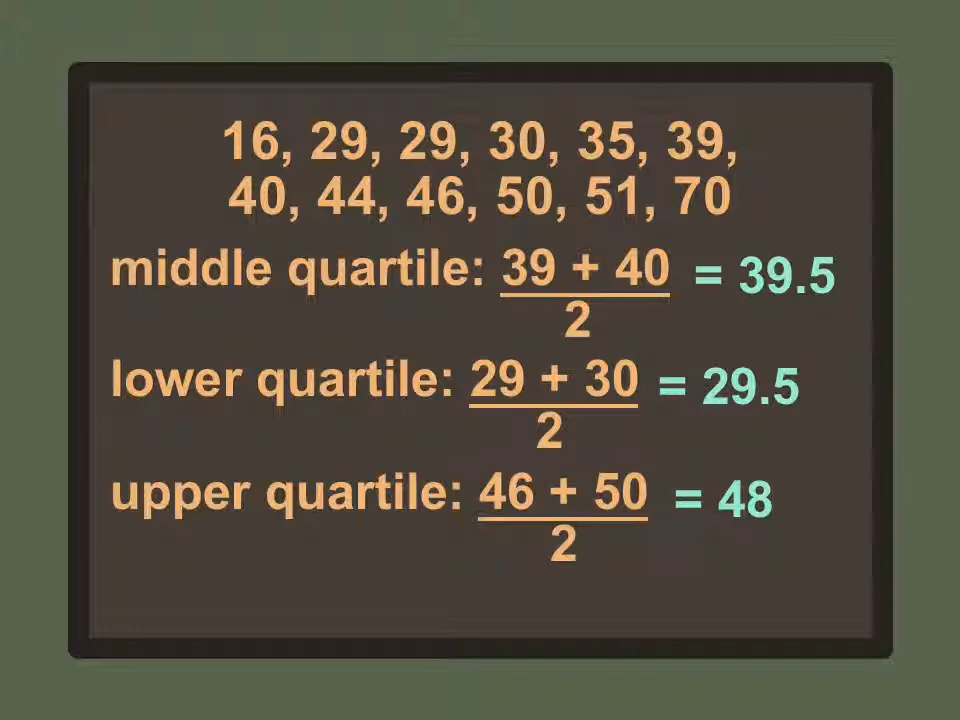 16, 29, 29, 30, 35, 39,
40, 44, 46, 50, 51, 70
middle quartile: 39 + 40 = 39.5
2
lower quartile: 29 + 30 = 29.5
2
upper quartile: 46 + 50 = 48
2